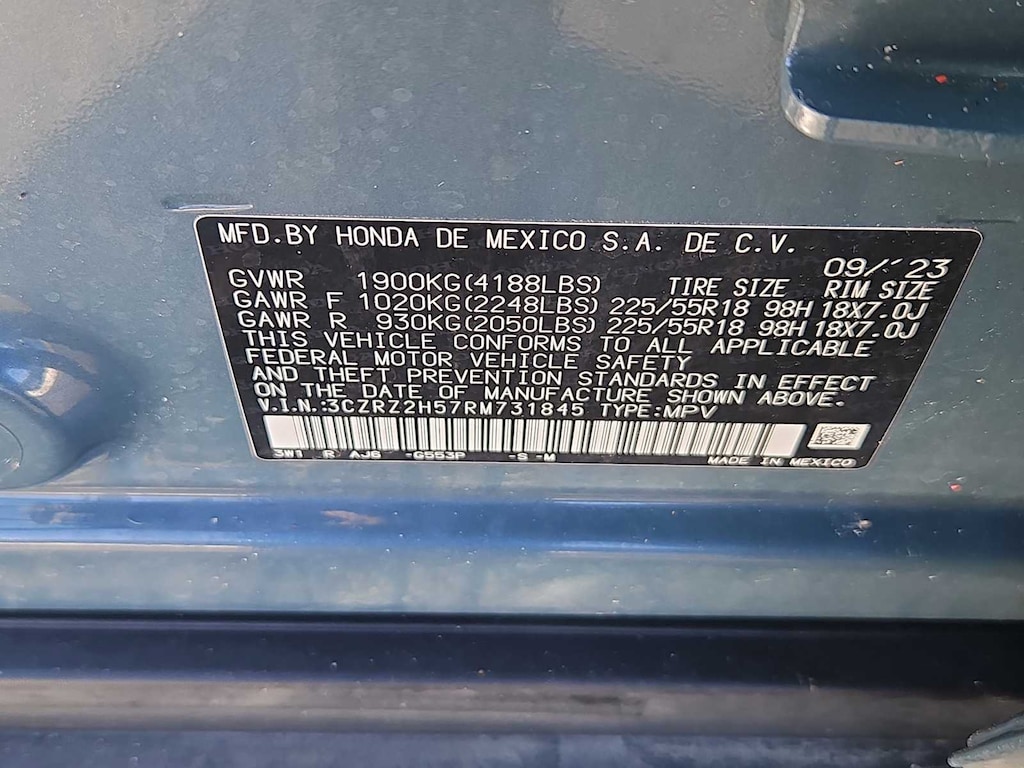 MFD.BY HONDA DE MEXICO S.A. DE C.V.
09/ 23
GVWR 1900KG(4188LBS) TIRE SIZE RIM SIZE
GAWR F 1020KG(2248LBS) 225/55R18 98H 18X7.0J
GAWR R 930KG(2050LBS) 225/55R18 98H 18X7.0J
THIS VEHICLE CONFORMS TO ALL APPLICABLE
FEDERAL MOTOR VEHICLE SAFETY
AND THEFT PREVENTION STANDARDS IN EFFECT
ON THE DATE OF MANUFACTURE SHOWN ABOVE.
V.I.N.:3CZRZ2H57RM731845 TYPE:MPV
R -G553P -S -M
MADE IN MEXICO